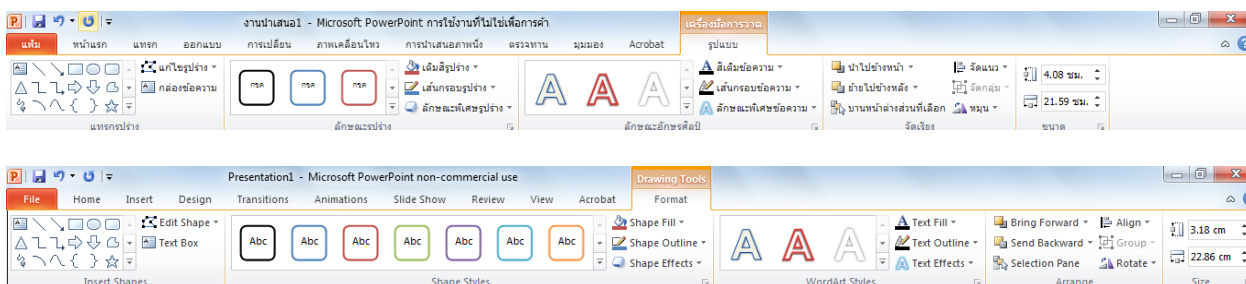 งานนำเสนอ1 - Microsoft PowerPoint การใช้งานที่ไม่ใช่เพื่อการค้า เครื่องมือการวาด
แฟ้ม หน้าแรก แทรก ออกแบบ การเปลี่ยน ภาพเคลื่อนไหว การนำเสนอภาพนิ่ง ตรวจทาน มุมมอง Acrobat รูปแบบ
แก้ไขรูปร่าง เติมสีรูปร่าง สีเติมข้อความ นำไปข้างหน้า จัดแนว 4.08 ซม.
กล่องข้อความ กขค กขค กขค เส้นกรอบรูปร่าง A A A เส้นกรอบข้อความ ย้ายไปข้างหลัง จัดกลุ่ม
ลักษณะพิเศษรูปร่าง ลักษณะพิเศษข้อความ บานหน้าต่างส่วนที่เลือก หมุน 21.59 ซม.
แทรกรูปร่าง ลักษณะรูปร่าง ลักษณะอักษรศิลป์ จัดเรียง ขนาด
Presentation1 - Microsoft PowerPoint non-commercial use Drawing Tools
File Home Insert Design Transitions Animations Slide Show Review View Acrobat Format
Edit Shape Shape Fill Text Fill Bring Forward Align 3.18 cm
Text Box Abc Abc Abc Abc Abc Abc Abc Shape Outline A A A Text Outline Send Backward Group
Shape Effects Text Effects Selection Pane Rotate 22.86 cm
Insert Shapes Shape Styles WordArt Styles Arrange Size